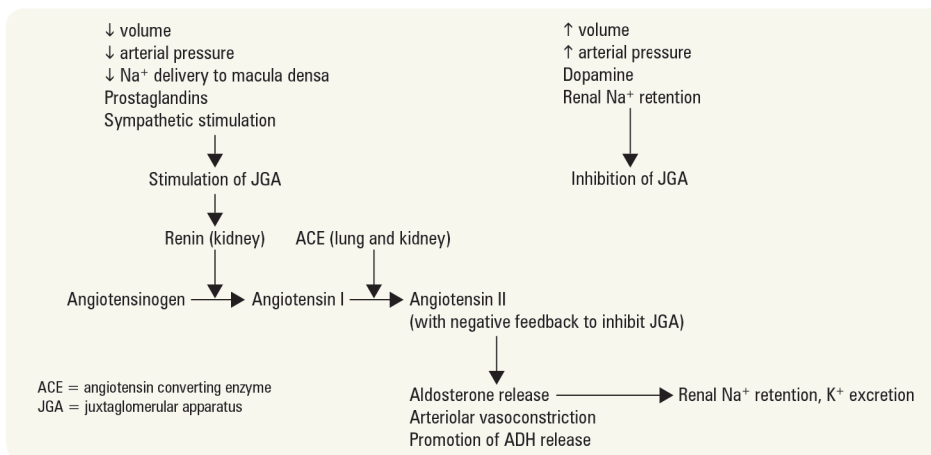 ↓ volume
↓ arterial pressure
↓ Na⁺ delivery to macula densa
Prostaglandins
Sympathetic stimulation
Stimulation of JGA
Renin (kidney)
ACE (lung and kidney)
Angiotensinogen
Angiotensin I
Angiotensin II
(with negative feedback to inhibit JGA)
Aldosterone release
Arteriolar vasoconstriction
Promotion of ADH release
Renal Na⁺ retention, K⁺ excretion
↑ volume
↑ arterial pressure
Dopamine
Renal Na⁺ retention
Inhibition of JGA
ACE = angiotensin converting enzyme
JGA = juxtaglomerular apparatus